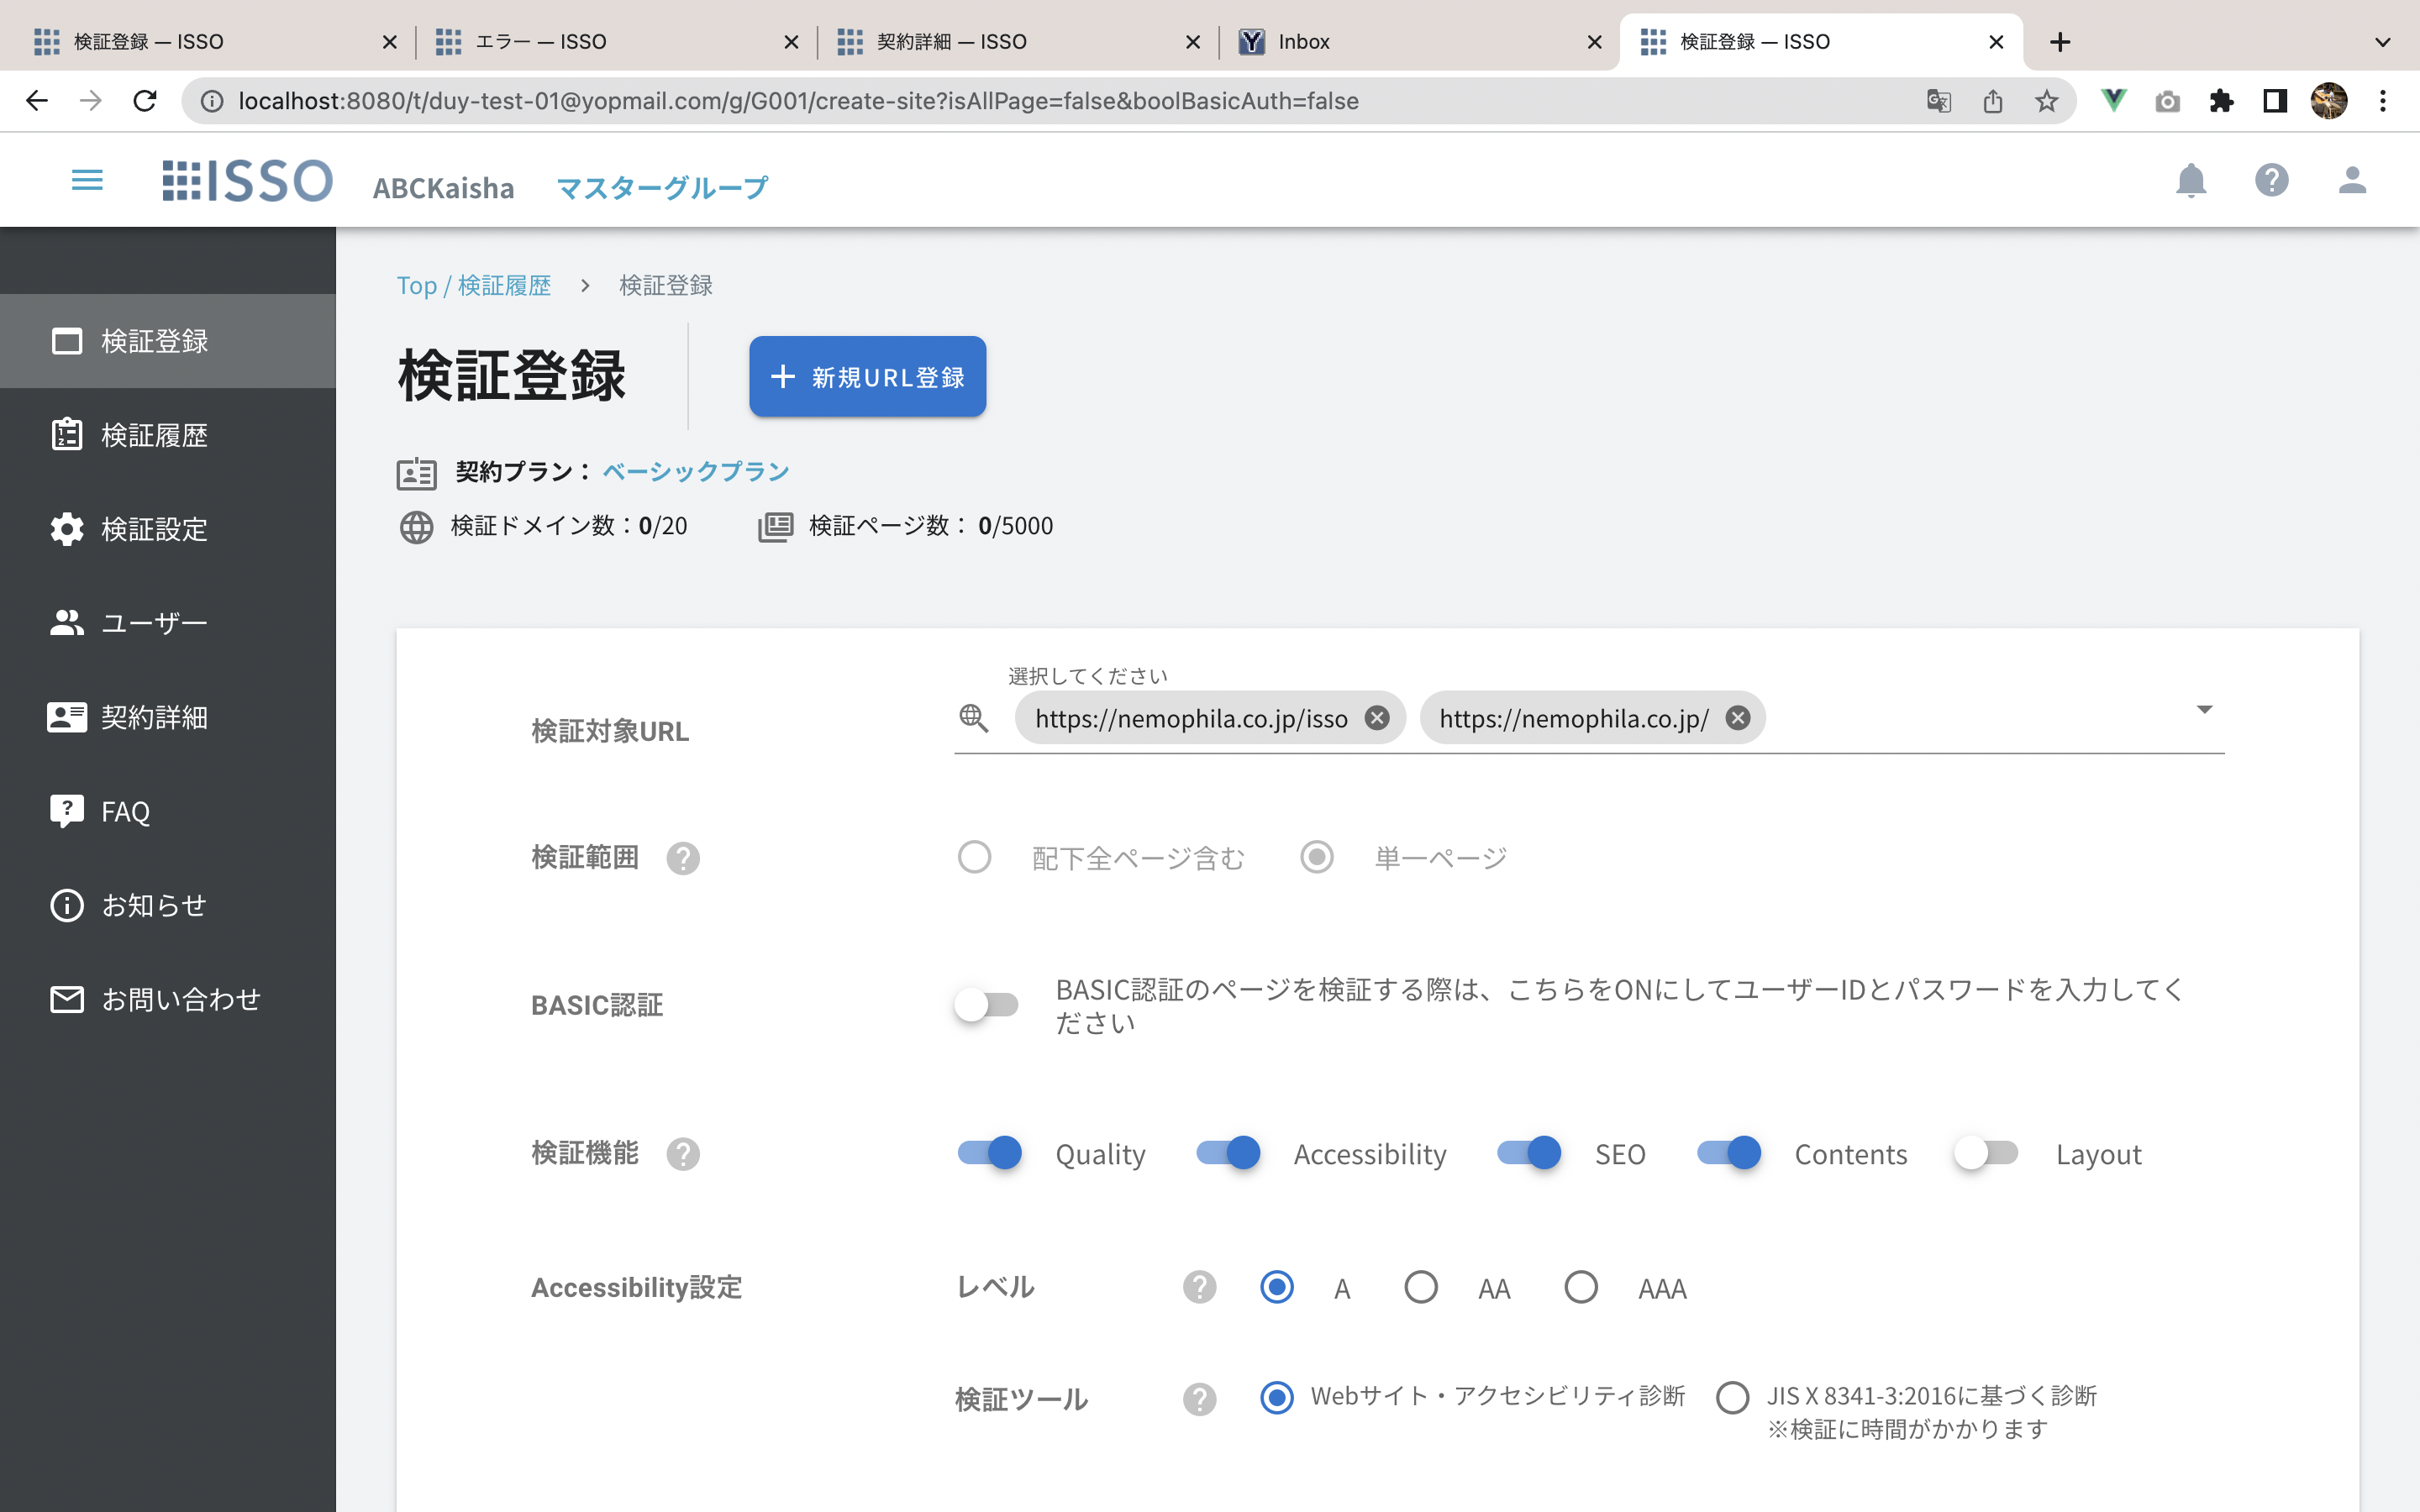 検証登録 — ISSO
エラー — ISSO
契約詳細 — ISSO
Inbox
検証登録 — ISSO
localhost:8080/t/duy-test-01@yopmail.com/g/G001/create-site?isAllPage=false&boolBasicAuth=false
ISSO
ABCKaisha
マスターグループ
検証登録
検証履歴
検証設定
ユーザー
契約詳細
FAQ
お知らせ
お問い合わせ
Top / 検証履歴 > 検証登録
検証登録
+ 新規URL登録
契約プラン： ベーシックプラン
検証ドメイン数：0/20
検証ページ数： 0/5000
検証対象URL
選択してください
https://nemophila.co.jp/isso
https://nemophila.co.jp/
検証範囲
配下全ページ含む
単一ページ
BASIC認証
BASIC認証のページを検証する際は、こちらをONにしてユーザーIDとパスワードを入力してく
ださい
検証機能
Quality
Accessibility
SEO
Contents
Layout
Accessibility設定
レベル
A
AA
AAA
検証ツール
Webサイト・アクセシビリティ診断
JIS X 8341-3:2016に基づく診断
※検証に時間がかかります